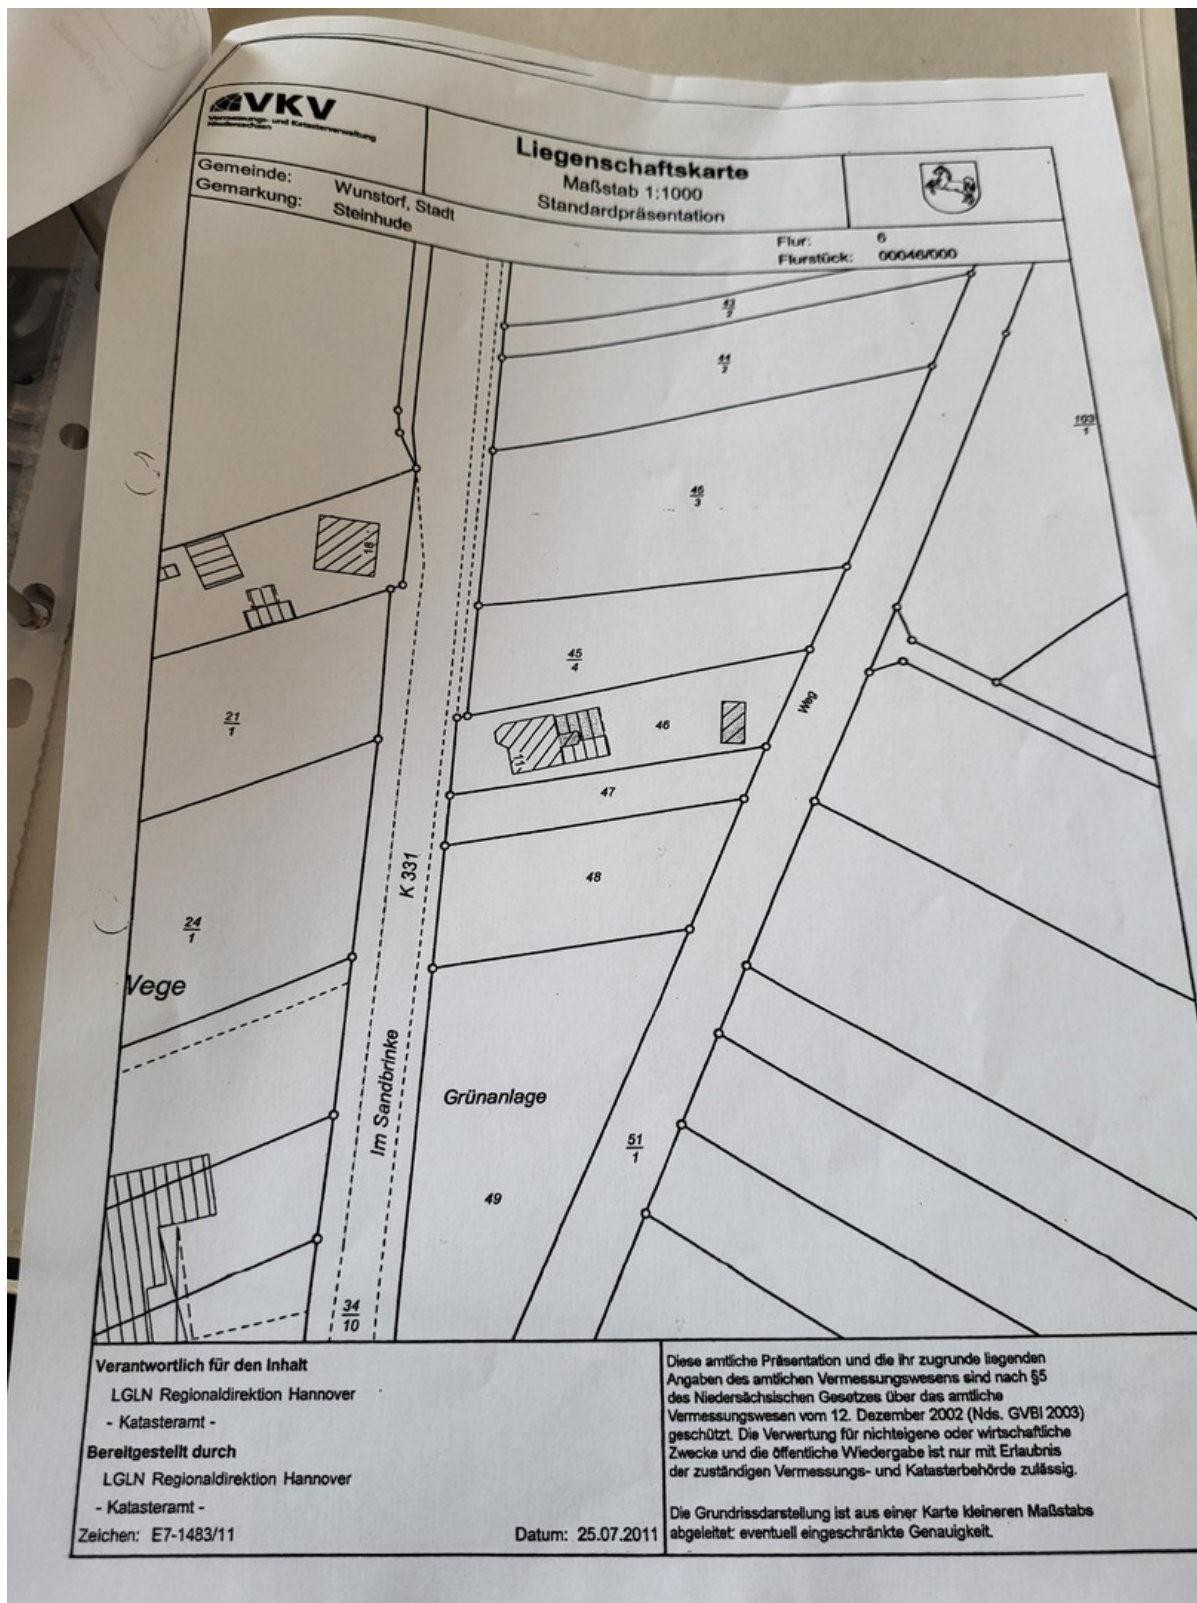 VKV
Vermessungs- und Katasterverwaltung
Niedersachsen
Liegenschaftskarte
Maßstab 1:1000
Standardpräsentation
Gemeinde: Wunstorf, Stadt
Gemarkung: Steinhude
Flur: 6
Flurstück: 00046/000
43
2
44
2
193
1
18
45
4
21
1
46
Weg
11
47
K 331
48
24
1
Wege
Im Sandbrinke
Grünanlage
51
1
49
34
10
Verantwortlich für den Inhalt
LGLN Regionaldirektion Hannover
- Katasteramt -
Bereitgestellt durch
LGLN Regionaldirektion Hannover
- Katasteramt -
Zeichen: E7-1483/11
Datum: 25.07.2011
Diese amtliche Präsentation und die ihr zugrunde liegenden
Angaben des amtlichen Vermessungswesens sind nach §5
des Niedersächsischen Gesetzes über das amtliche
Vermessungswesen vom 12. Dezember 2002 (Nds. GVBl 2003)
geschützt. Die Verwertung für nichteigene oder wirtschaftliche
Zwecke und die öffentliche Wiedergabe ist nur mit Erlaubnis
der zuständigen Vermessungs- und Katasterbehörde zulässig.
Die Grundrissdarstellung ist aus einer Karte kleineren Maßstabs
abgeleitet: eventuell eingeschränkte Genauigkeit.